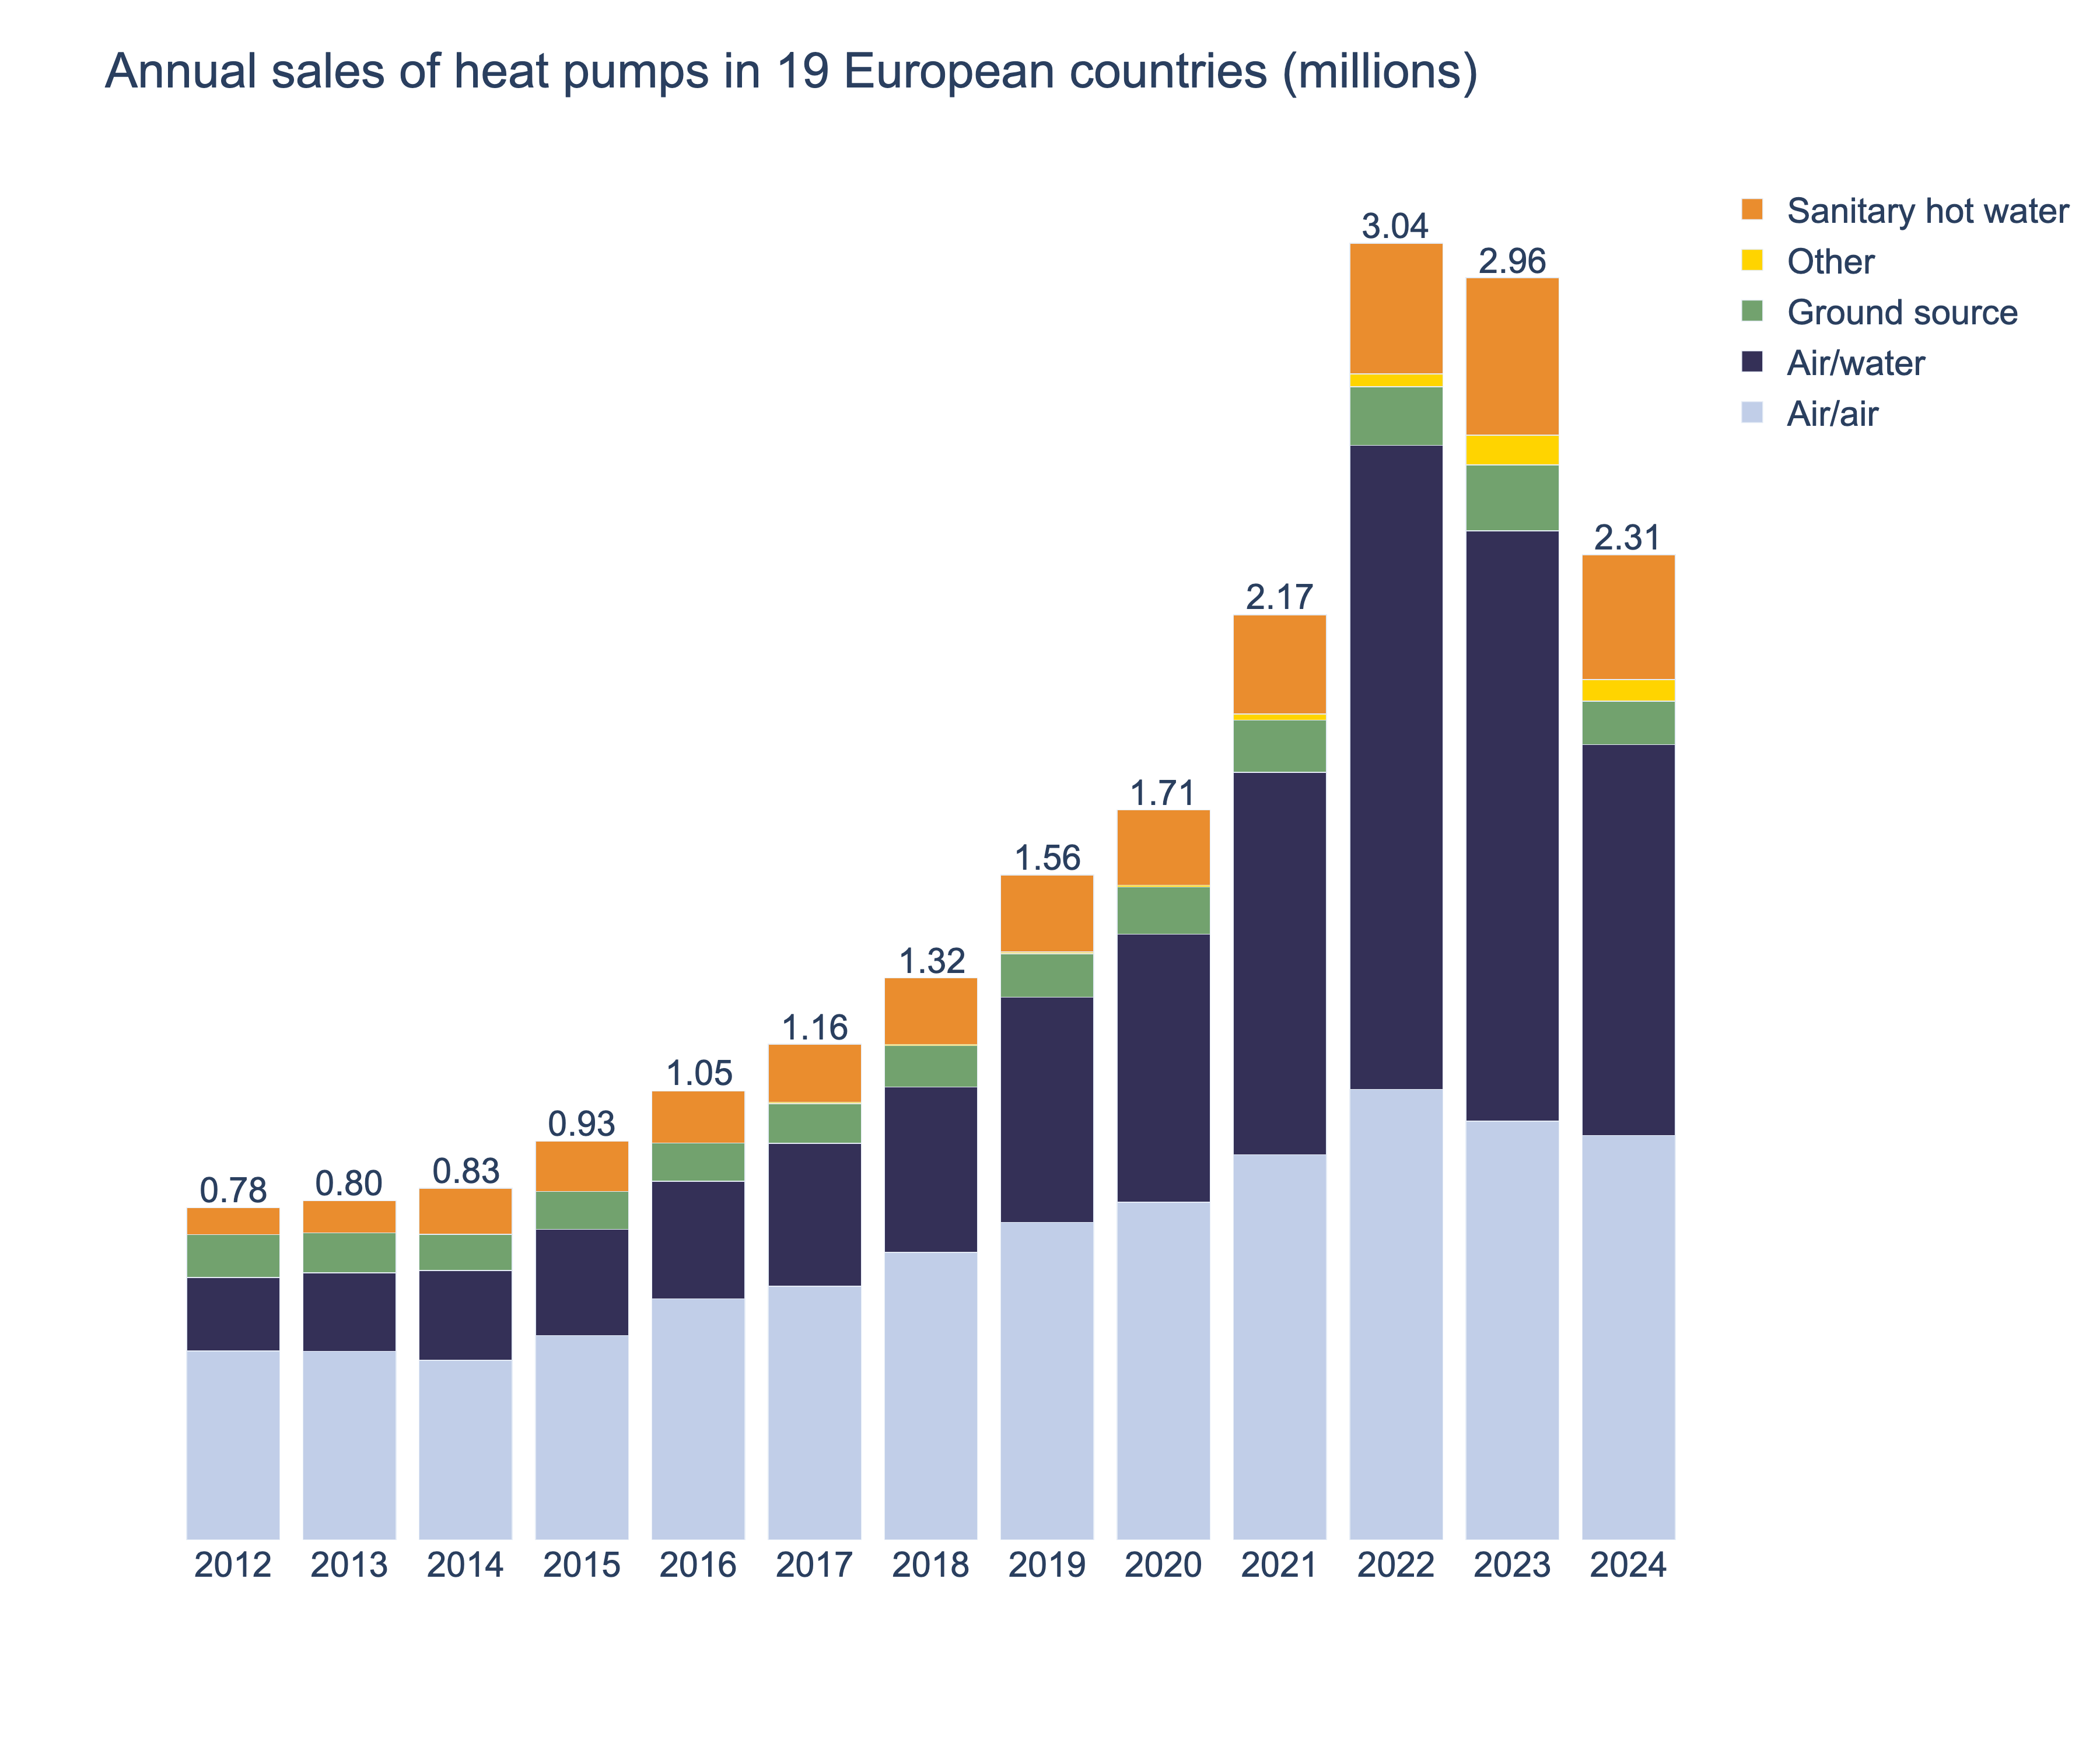 Annual sales of heat pumps in 19 European countries (millions)
Sanitary hot water
Other
Ground source
Air/water
Air/air
0.78
0.80
0.83
0.93
1.05
1.16
1.32
1.56
1.71
2.17
3.04
2.96
2.31
2012 2013 2014 2015 2016 2017 2018 2019 2020 2021 2022 2023 2024